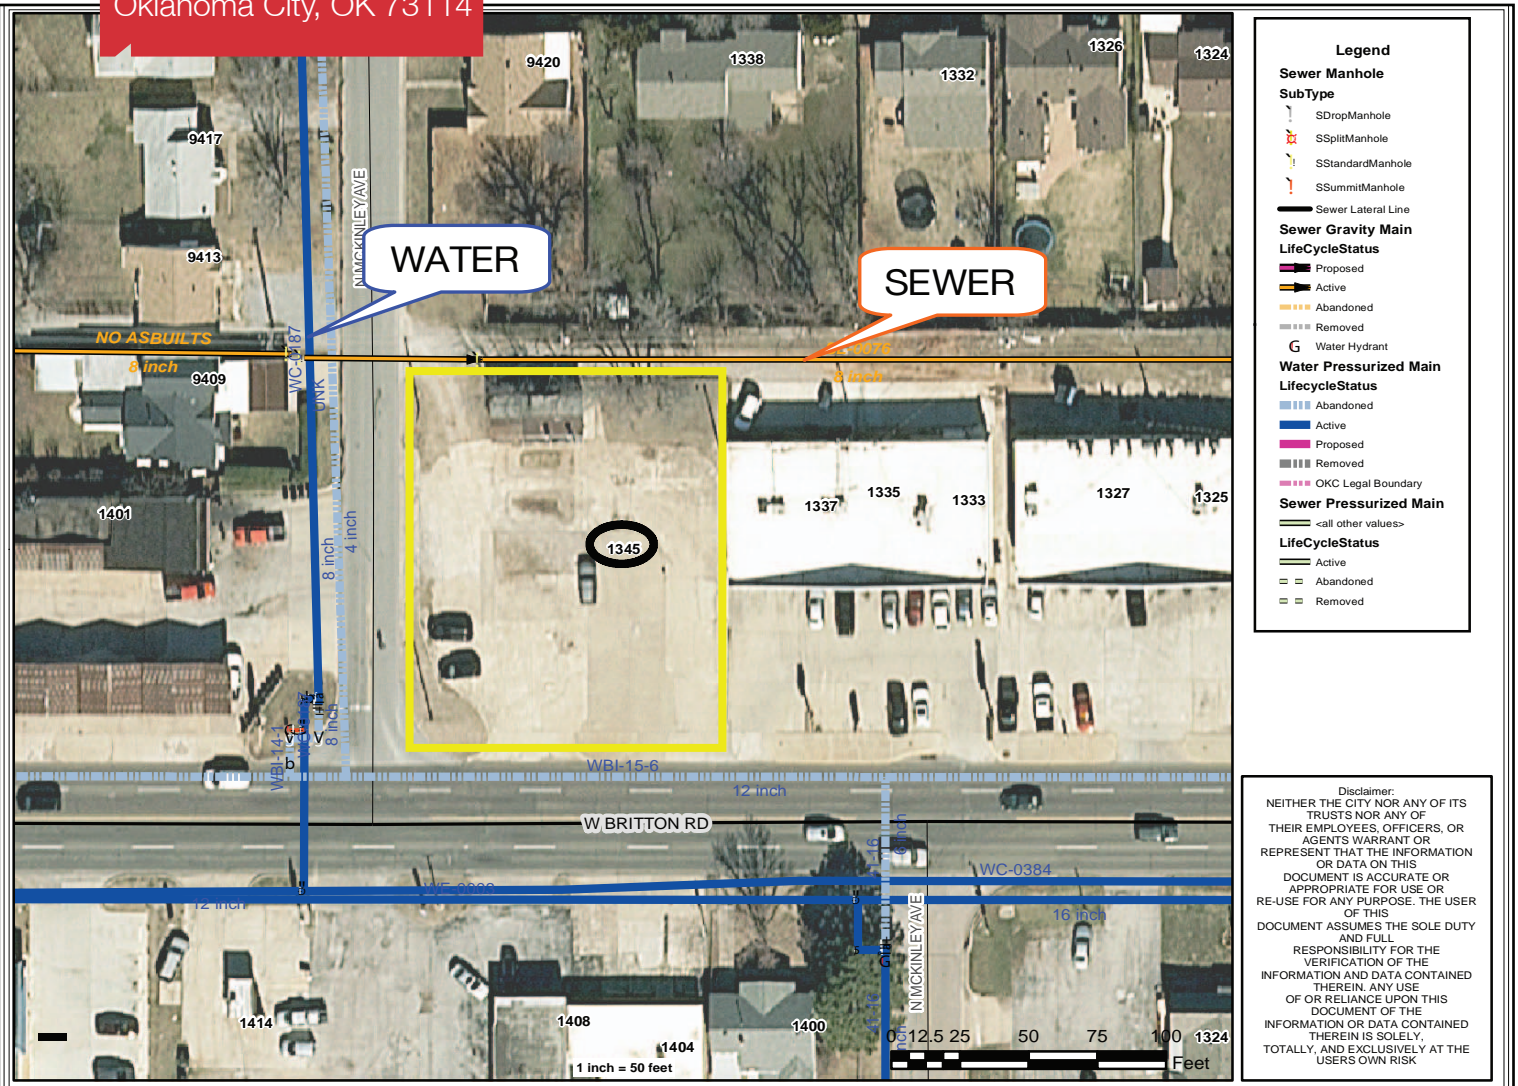 Oklahoma City, OK 73114
9420
1338
1326
1324
1332
9417
N MCKINLEY AVE
9413
WATER
SEWER
NO ASBUILTS
8 inch
WC-0187
UNK
8 inch
9409
1401
8 inch
4 inch
1345
1337
1335
1333
1327
1325
8 inch
WBI-14-1
V
V
b
WBI-15-6
12 inch
W BRITTON RD
6 inch
WC-0384
12 inch
16 inch
N MCKINLEY AVE
G
1414
1408
1404
1400
1324
1 inch = 50 feet
0 12.5 25 50 75 100
Feet
Legend
Sewer Manhole
SubType
SDropManhole
SSplitManhole
SStandardManhole
SSummitManhole
Sewer Lateral Line
Sewer Gravity Main
LifeCycleStatus
Proposed
Active
Abandoned
Removed
G Water Hydrant
Water Pressurized Main
LifecycleStatus
Abandoned
Active
Proposed
Removed
OKC Legal Boundary
Sewer Pressurized Main
<all other values>
LifeCycleStatus
Active
Abandoned
Removed
Disclaimer:
NEITHER THE CITY NOR ANY OF ITS
TRUSTS NOR ANY OF
THEIR EMPLOYEES, OFFICERS, OR
AGENTS WARRANT OR
REPRESENT THAT THE INFORMATION
OR DATA ON THIS
DOCUMENT IS ACCURATE OR
APPROPRIATE FOR USE OR
RE-USE FOR ANY PURPOSE. THE USER
OF THIS
DOCUMENT ASSUMES THE SOLE DUTY
AND FULL
RESPONSIBILITY FOR THE
VERIFICATION OF THE
INFORMATION AND DATA CONTAINED
THEREIN. ANY USE
OF OR RELIANCE UPON THIS
DOCUMENT OF THE
INFORMATION OR DATA CONTAINED
THEREIN IS SOLELY,
TOTALLY, AND EXCLUSIVELY AT THE
USERS OWN RISK